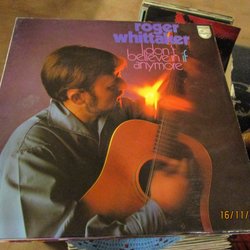 roger
whittaker
I don't
believe in if
anymore
16/11/